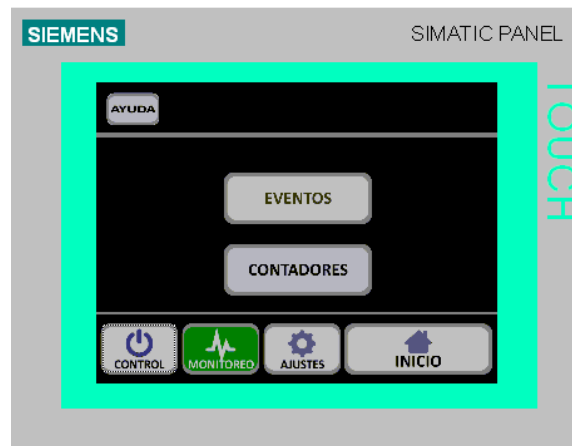 SIEMENS
SIMATIC PANEL
TOUCH
AYUDA
EVENTOS
CONTADORES
CONTROL
MONITOREO
AJUSTES
INICIO